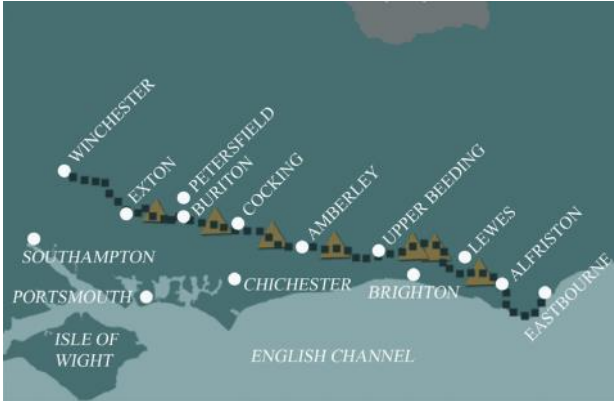 WINCHESTER
EXTON
PETERSFIELD
BURITON
COCKING
AMBERLEY
UPPER BEEDING
LEWES
ALFRISTON
EASTBOURNE
SOUTHAMPTON
PORTSMOUTH
CHICHESTER
BRIGHTON
ISLE OF
WIGHT
ENGLISH CHANNEL